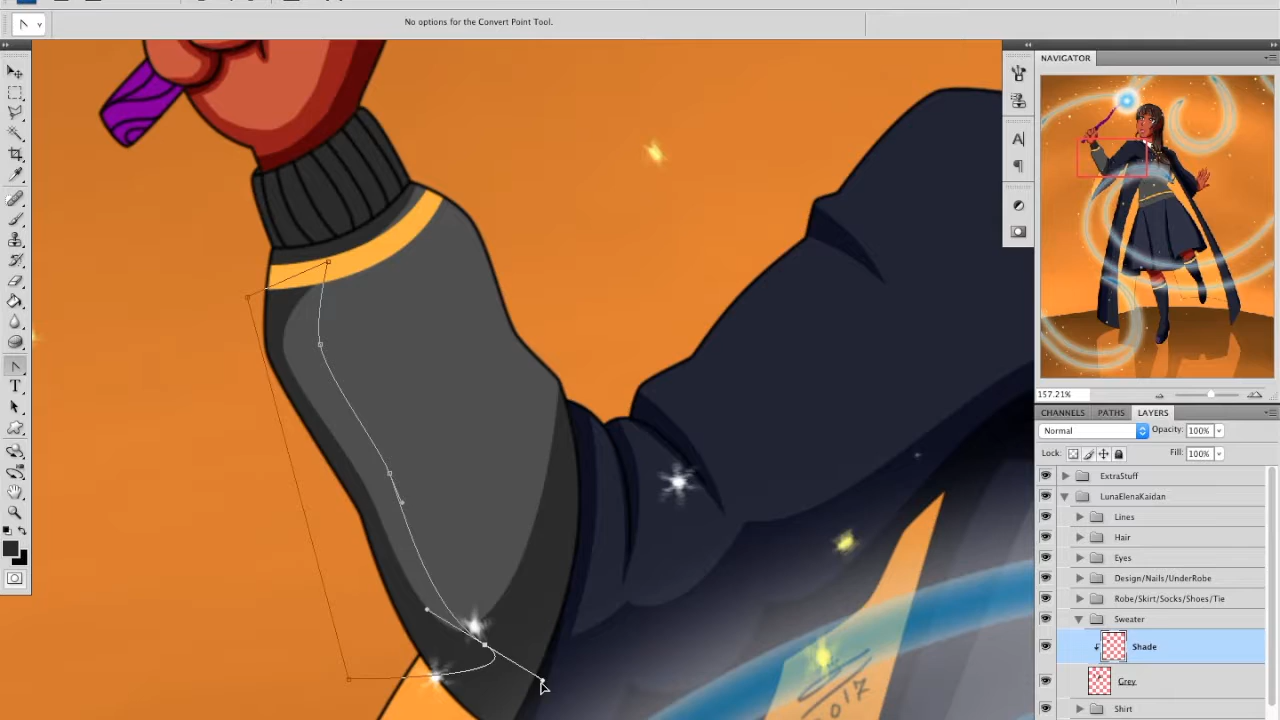 No options for the Convert Point Tool.
NAVIGATOR
157.21%
CHANNELS PATHS LAYERS
Normal Opacity: 100%
Lock: Fill: 100%
ExtraStuff
LunaElenaKaidan
Lines
Hair
Eyes
Design/Nails/UnderRobe
Robe/Skirt/Socks/Shoes/Tie
Sweater
Shade
Grey
Shirt
2017